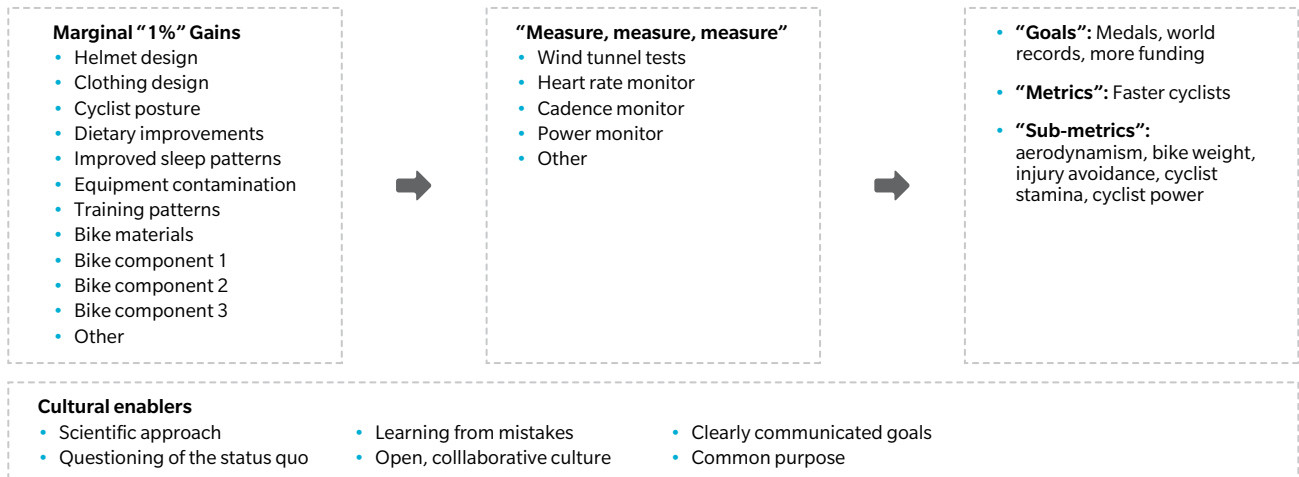 Marginal “1%” Gains
• Helmet design
• Clothing design
• Cyclist posture
• Dietary improvements
• Improved sleep patterns
• Equipment contamination
• Training patterns
• Bike materials
• Bike component 1
• Bike component 2
• Bike component 3
• Other
“Measure, measure, measure”
• Wind tunnel tests
• Heart rate monitor
• Cadence monitor
• Power monitor
• Other
• “Goals”: Medals, world
records, more funding
• “Metrics”: Faster cyclists
• “Sub-metrics”:
aerodynamism, bike weight,
injury avoidance, cyclist
stamina, cyclist power
Cultural enablers
• Scientific approach
• Questioning of the status quo
• Learning from mistakes
• Open, colllaborative culture
• Clearly communicated goals
• Common purpose